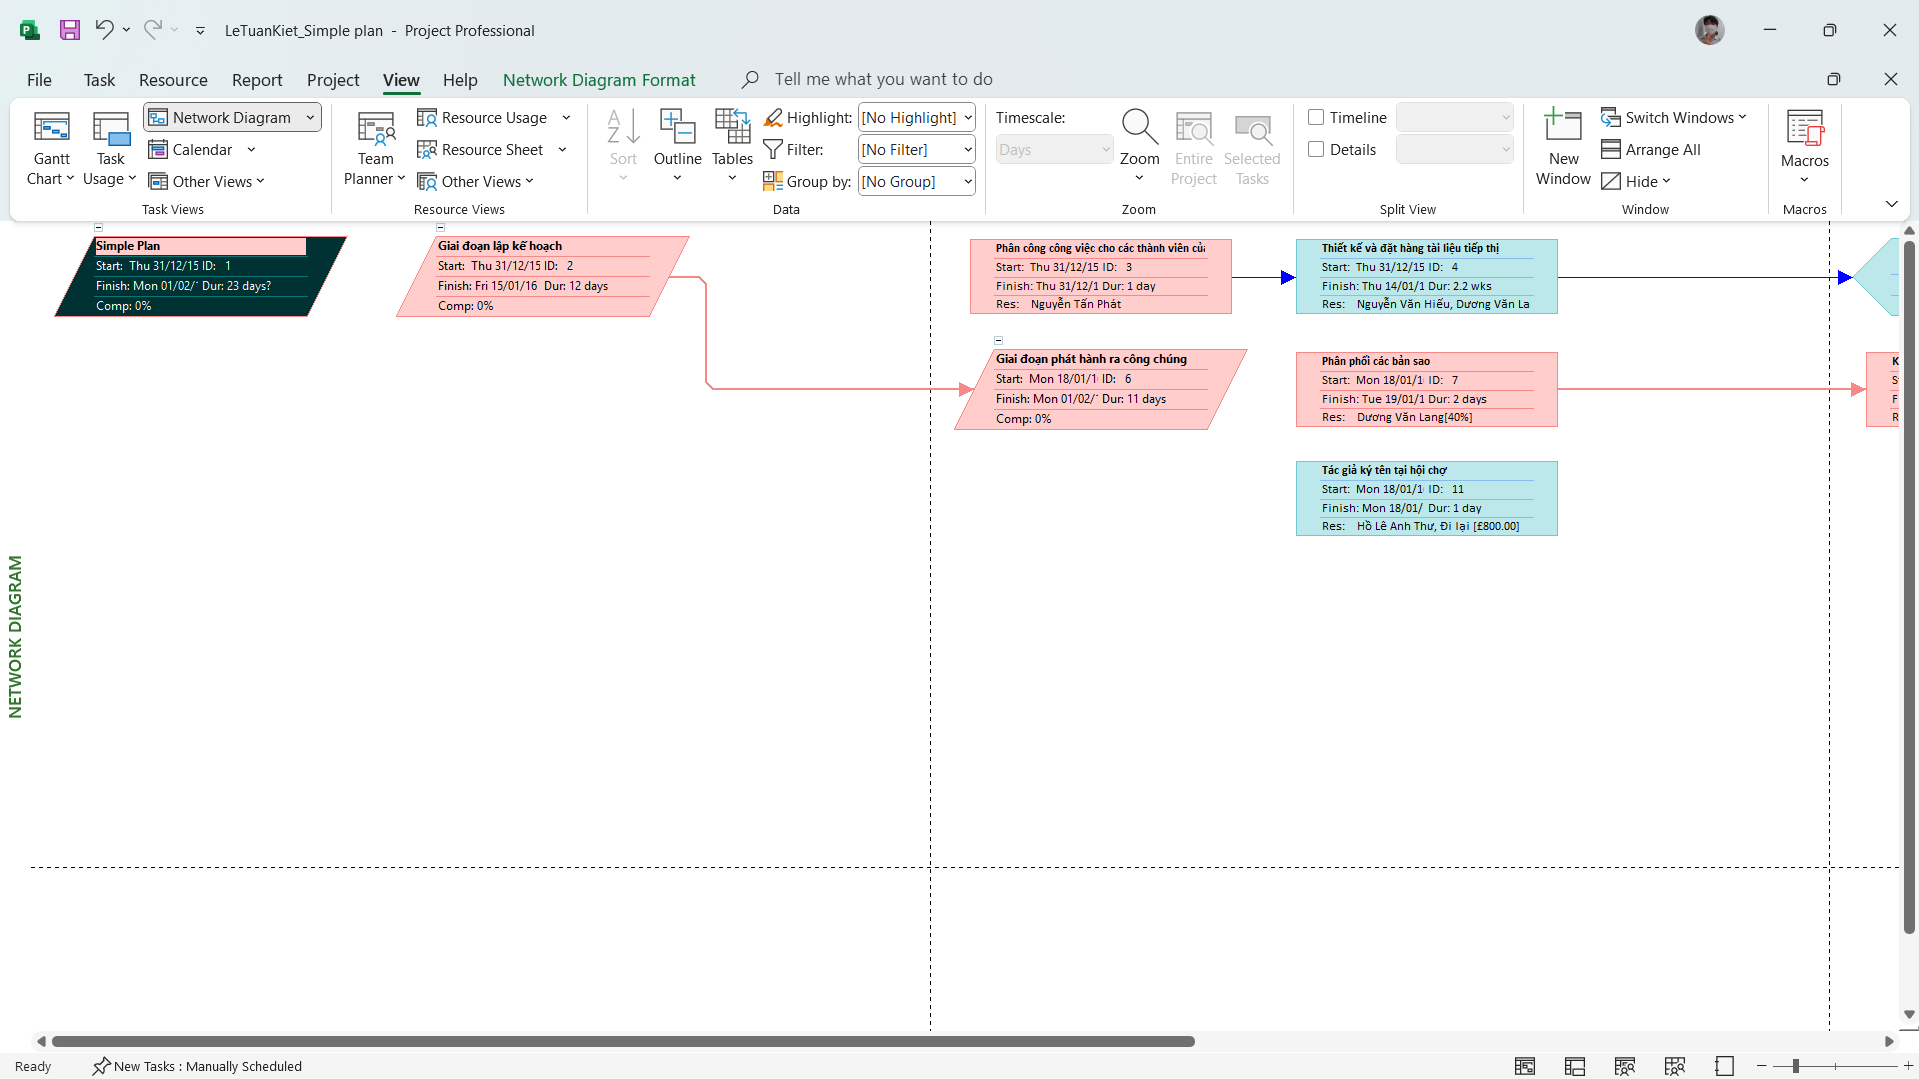 LeTuanKiet_Simple plan - Project Professional
File Task Resource Report Project View Help Network Diagram Format Tell me what you want to do
Gantt Chart
Task Usage
Network Diagram
Calendar
Other Views
Task Views
Team Planner
Resource Usage
Resource Sheet
Other Views
Resource Views
Sort
Outline
Tables
Highlight: [No Highlight]
Filter: [No Filter]
Group by: [No Group]
Data
Timescale:
Days
Zoom
Entire Project
Selected Tasks
Zoom
Timeline
Details
Split View
New Window
Switch Windows
Arrange All
Hide
Window
Macros
Macros
NETWORK DIAGRAM
Simple Plan
Start: Thu 31/12/15 ID: 1
Finish: Mon 01/02/ Dur: 23 days?
Comp: 0%
Giai đoạn lập kế hoạch
Start: Thu 31/12/15 ID: 2
Finish: Fri 15/01/16 Dur: 12 days
Comp: 0%
Phân công công việc cho các thành viên củ
Start: Thu 31/12/15 ID: 3
Finish: Thu 31/12/1 Dur: 1 day
Res: Nguyễn Tấn Phát
Thiết kế và đặt hàng tài liệu tiếp thị
Start: Thu 31/12/15 ID: 4
Finish: Thu 14/01/1 Dur: 2.2 wks
Res: Nguyễn Văn Hiếu, Dương Văn La
Giai đoạn phát hành ra công chúng
Start: Mon 18/01/1 ID: 6
Finish: Mon 01/02/ Dur: 11 days
Comp: 0%
Phân phối các bản sao
Start: Mon 18/01/1 ID: 7
Finish: Tue 19/01/1 Dur: 2 days
Res: Dương Văn Lang[40%]
K
S
F
R
Tác giả ký tên tại hội chợ
Start: Mon 18/01/1 ID: 11
Finish: Mon 18/01/ Dur: 1 day
Res: Hồ Lê Anh Thư, Đi lại [£800.00]
Ready New Tasks : Manually Scheduled